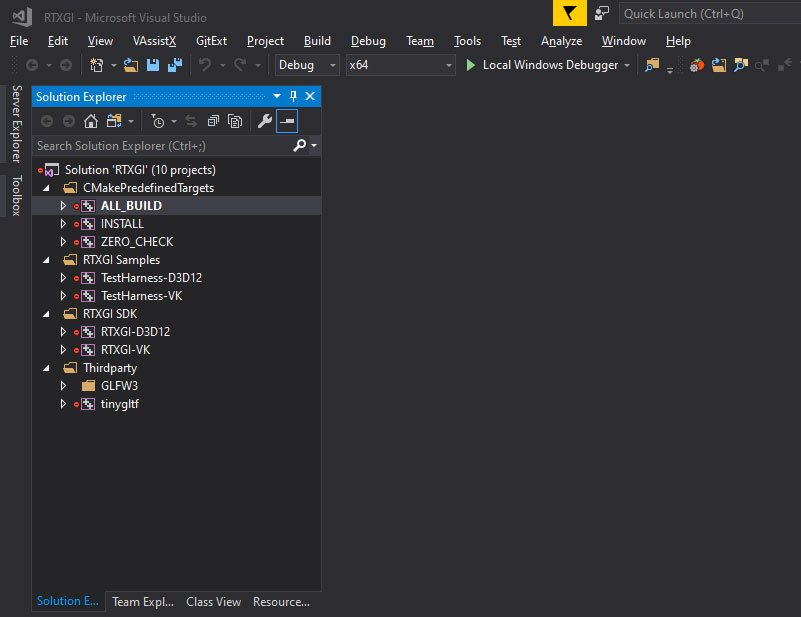 RTXGI - Microsoft Visual Studio
Quick Launch (Ctrl+Q)
File Edit View VAssistX GitExt Project Build Debug Team Tools Test Analyze Window Help
Debug x64 Local Windows Debugger
Server Explorer
Toolbox
Solution Explorer
Search Solution Explorer (Ctrl+;)
Solution 'RTXGI' (10 projects)
CMakePredefinedTargets
ALL_BUILD
INSTALL
ZERO_CHECK
RTXGI Samples
TestHarness-D3D12
TestHarness-VK
RTXGI SDK
RTXGI-D3D12
RTXGI-VK
Thirdparty
GLFW3
tinygltf
Solution E... Team Expl... Class View Resource...